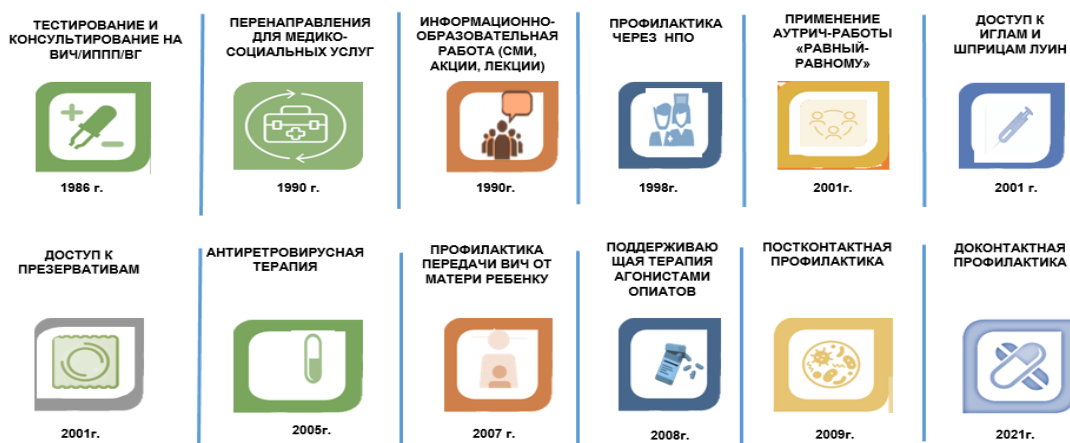 ТЕСТИРОВАНИЕ И
КОНСУЛЬТИРОВАНИЕ НА
ВИЧ/ИППП/ВГ
1986 г.
ПЕРЕНАПРАВЛЕНИЯ
ДЛЯ МЕДИКО-
СОЦИАЛЬНЫХ УСЛУГ
1990 г.
ИНФОРМАЦИОННО-
ОБРАЗОВАТЕЛЬНАЯ
РАБОТА (СМИ,
АКЦИИ, ЛЕКЦИИ)
1990г.
ПРОФИЛАКТИКА
ЧЕРЕЗ НПО
1998г.
ПРИМЕНЕНИЕ
АУТРИЧ-РАБОТЫ
«РАВНЫЙ-
РАВНОМУ»
2001г.
ДОСТУП К
ИГЛАМ И
ШПРИЦАМ ЛУИН
2001 г.
ДОСТУП К
ПРЕЗЕРВАТИВАМ
2001г.
АНТИРЕТРОВИРУСНАЯ
ТЕРАПИЯ
2005г.
ПРОФИЛАКТИКА
ПЕРЕДАЧИ ВИЧ ОТ
МАТЕРИ РЕБЕНКУ
2007 г.
ПОДДЕРЖИВАЮ
ЩАЯ ТЕРАПИЯ
АГОНИСТАМИ
ОПИАТОВ
2008г.
ПОСТКОНТАКТНАЯ
ПРОФИЛАКТИКА
2009г.
ДОКОНТАКТНАЯ
ПРОФИЛАКТИКА
2021г.